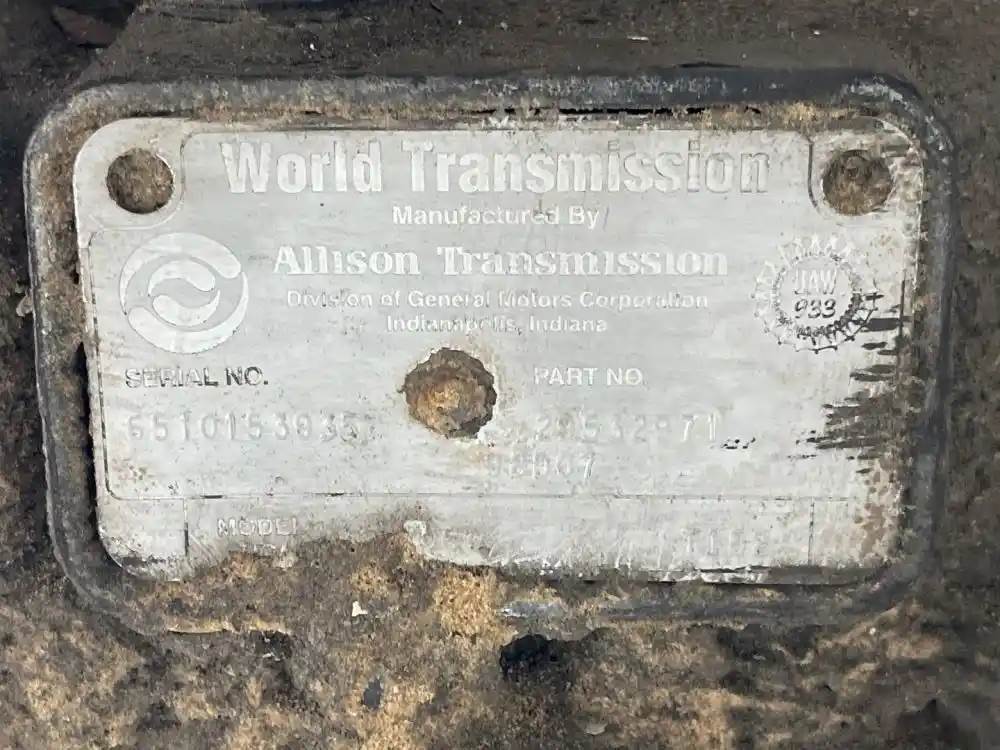 World Transmission
Manufactured By
Allison Transmission
Division of General Motors Corporation
Indianapolis, Indiana
UAW
933
SERIAL NO.
PART NO.
MODEL